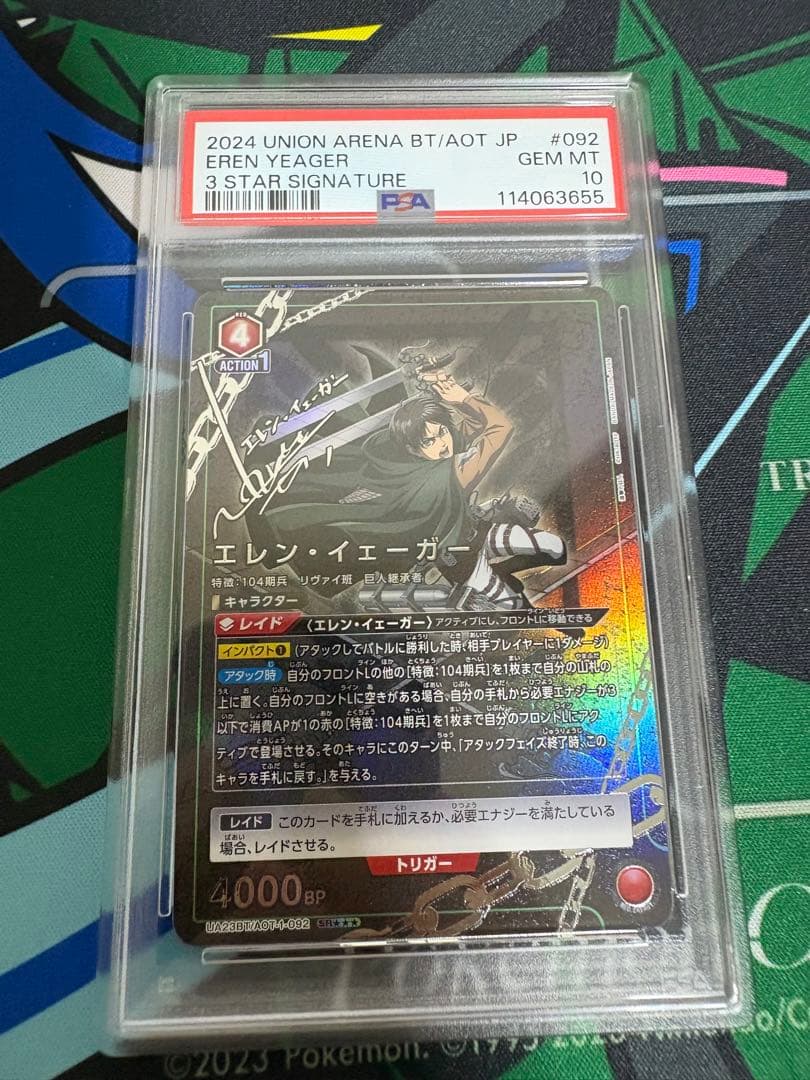 2024 UNION ARENA BT/AOT JP #092
EREN YEAGER GEM MT
3 STAR SIGNATURE 10
PSA 114063655
RED
4
ACTION 1
エレン・イェーガー
エレン・イェーガー
特徴:104期兵 リヴァイ班 巨人継承者
キャラクター
レイド 〈エレン・イェーガー〉アクティブにし、フロントLに移動できる
インパクト❶ (アタックしてバトルに勝利した時、相手プレイヤーに1ダメージ)
アタック時 自分のフロントLの他の[特徴:104期兵]を1枚まで自分の山札の
上に置く。自分のフロントLに空きがある場合、自分の手札から必要エナジーが3
以下で消費APが1の赤の[特徴:104期兵]を1枚まで自分のフロントLにアク
ティブで登場させる。そのキャラにこのターン中、「アタックフェイズ終了時、この
キャラを手札に戻す。」を与える。
レイド このカードを手札に加えるか、必要エナジーを満たしている
場合、レイドさせる。
トリガー
4000 BP
UA23BT/AOT-1-092 SR★★★
TR
©2023 Pokémon. ©1995